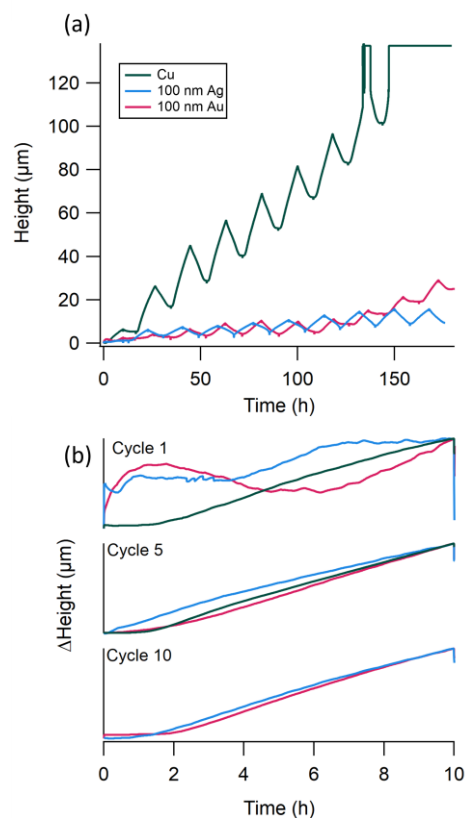 (a)
Cu
100 nm Ag
100 nm Au
Height (µm)
120
100
80
60
40
20
0
0 50 100 150
Time (h)
(b)
Cycle 1
Cycle 5
Cycle 10
ΔHeight (µm)
0 2 4 6 8 10
Time (h)